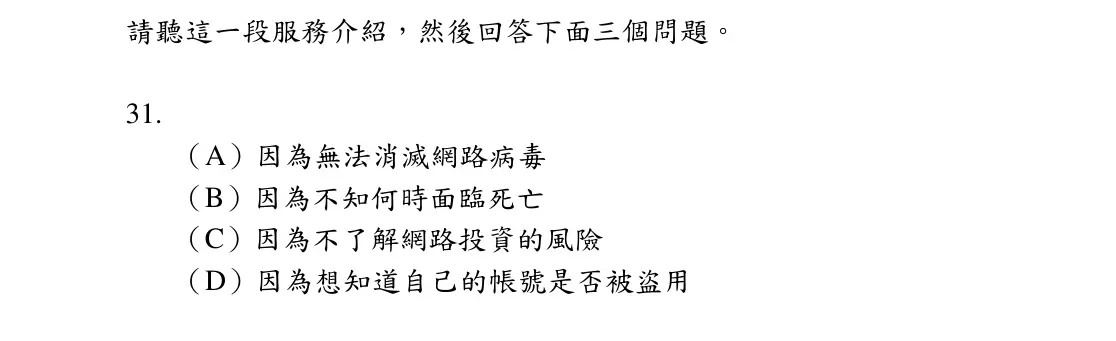 請聽這一段服務介紹，然後回答下面三個問題。
31.
（A）因為無法消滅網路病毒
（B）因為不知何時面臨死亡
（C）因為不了解網路投資的風險
（D）因為想知道自己的帳號是否被盜用